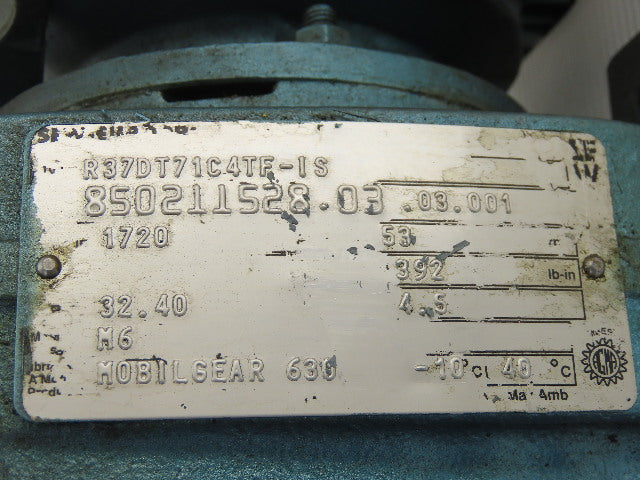 R37DT71C4TF-IS
850211528.03 .03.001
1720 53
392 lb-in
32.40 4.5
M6
MOBILGEAR 630 -10 °C 40 °C
4mb